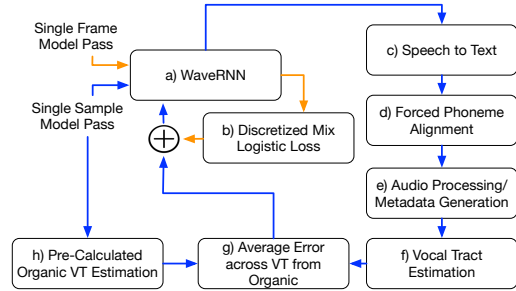 Single Frame
Model Pass
a) WaveRNN
c) Speech to Text
Single Sample
Model Pass
b) Discretized Mix
Logistic Loss
d) Forced Phoneme
Alignment
e) Audio Processing/
Metadata Generation
h) Pre-Calculated
Organic VT Estimation
g) Average Error
across VT from
Organic
f) Vocal Tract
Estimation